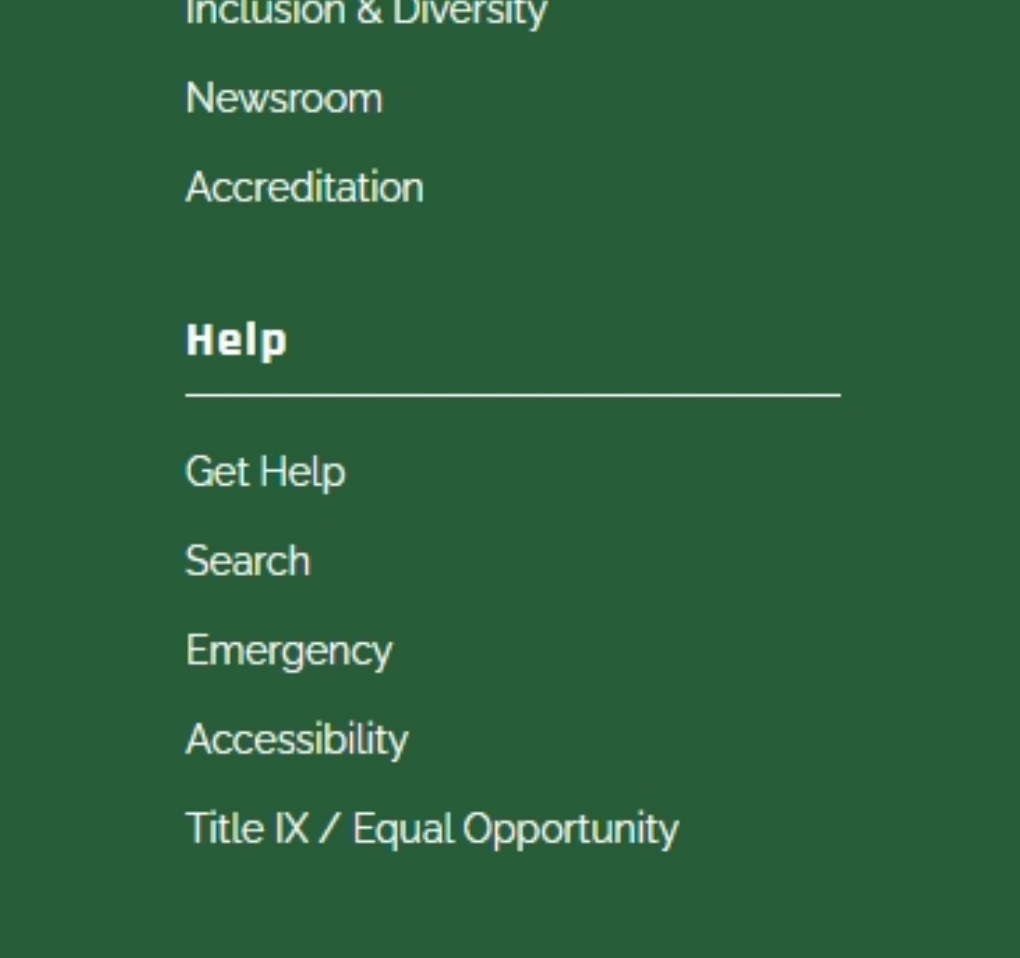 Inclusion & Diversity
Newsroom
Accreditation
Help
Get Help
Search
Emergency
Accessibility
Title IX / Equal Opportunity